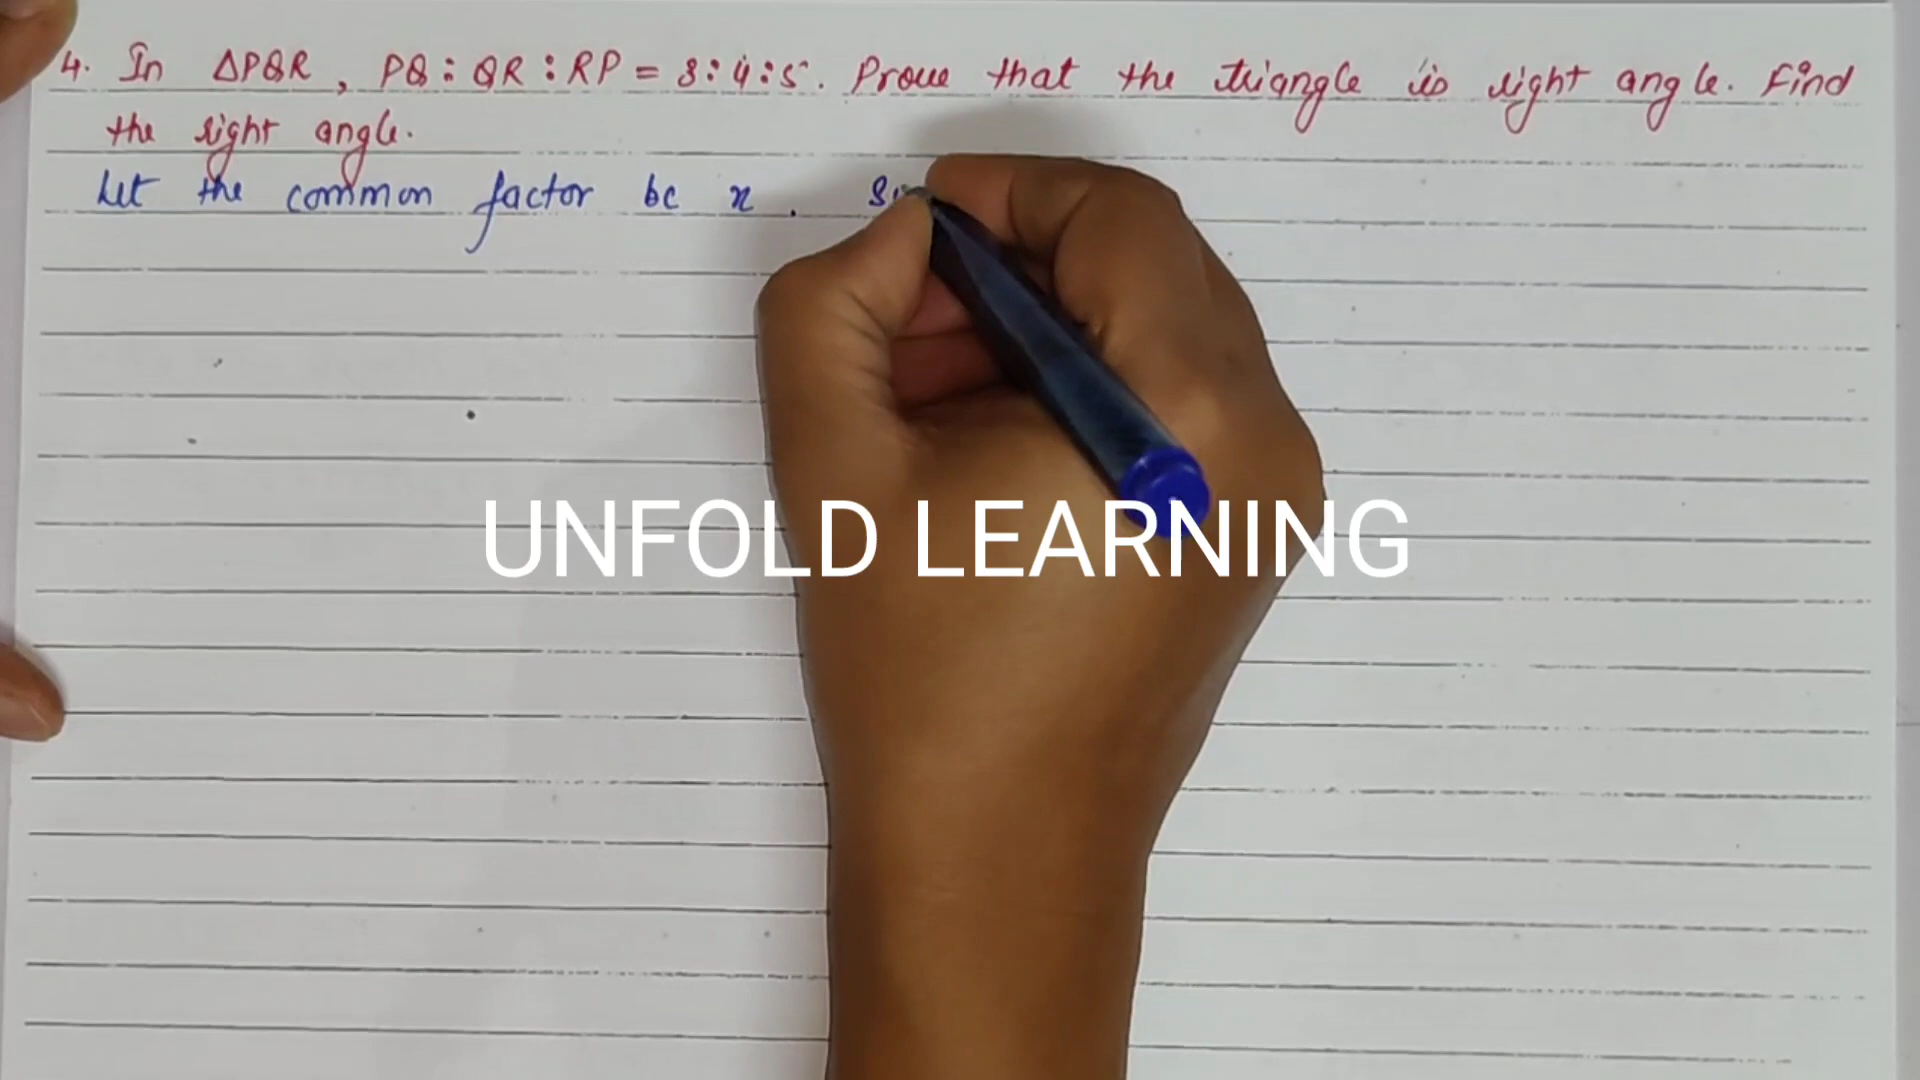 4. In ΔPQR, PQ : QR : RP = 3:4:5. Prove that the triangle is right angle. Find
the right angle.
Let the common factor be x.
UNFOLD LEARNING